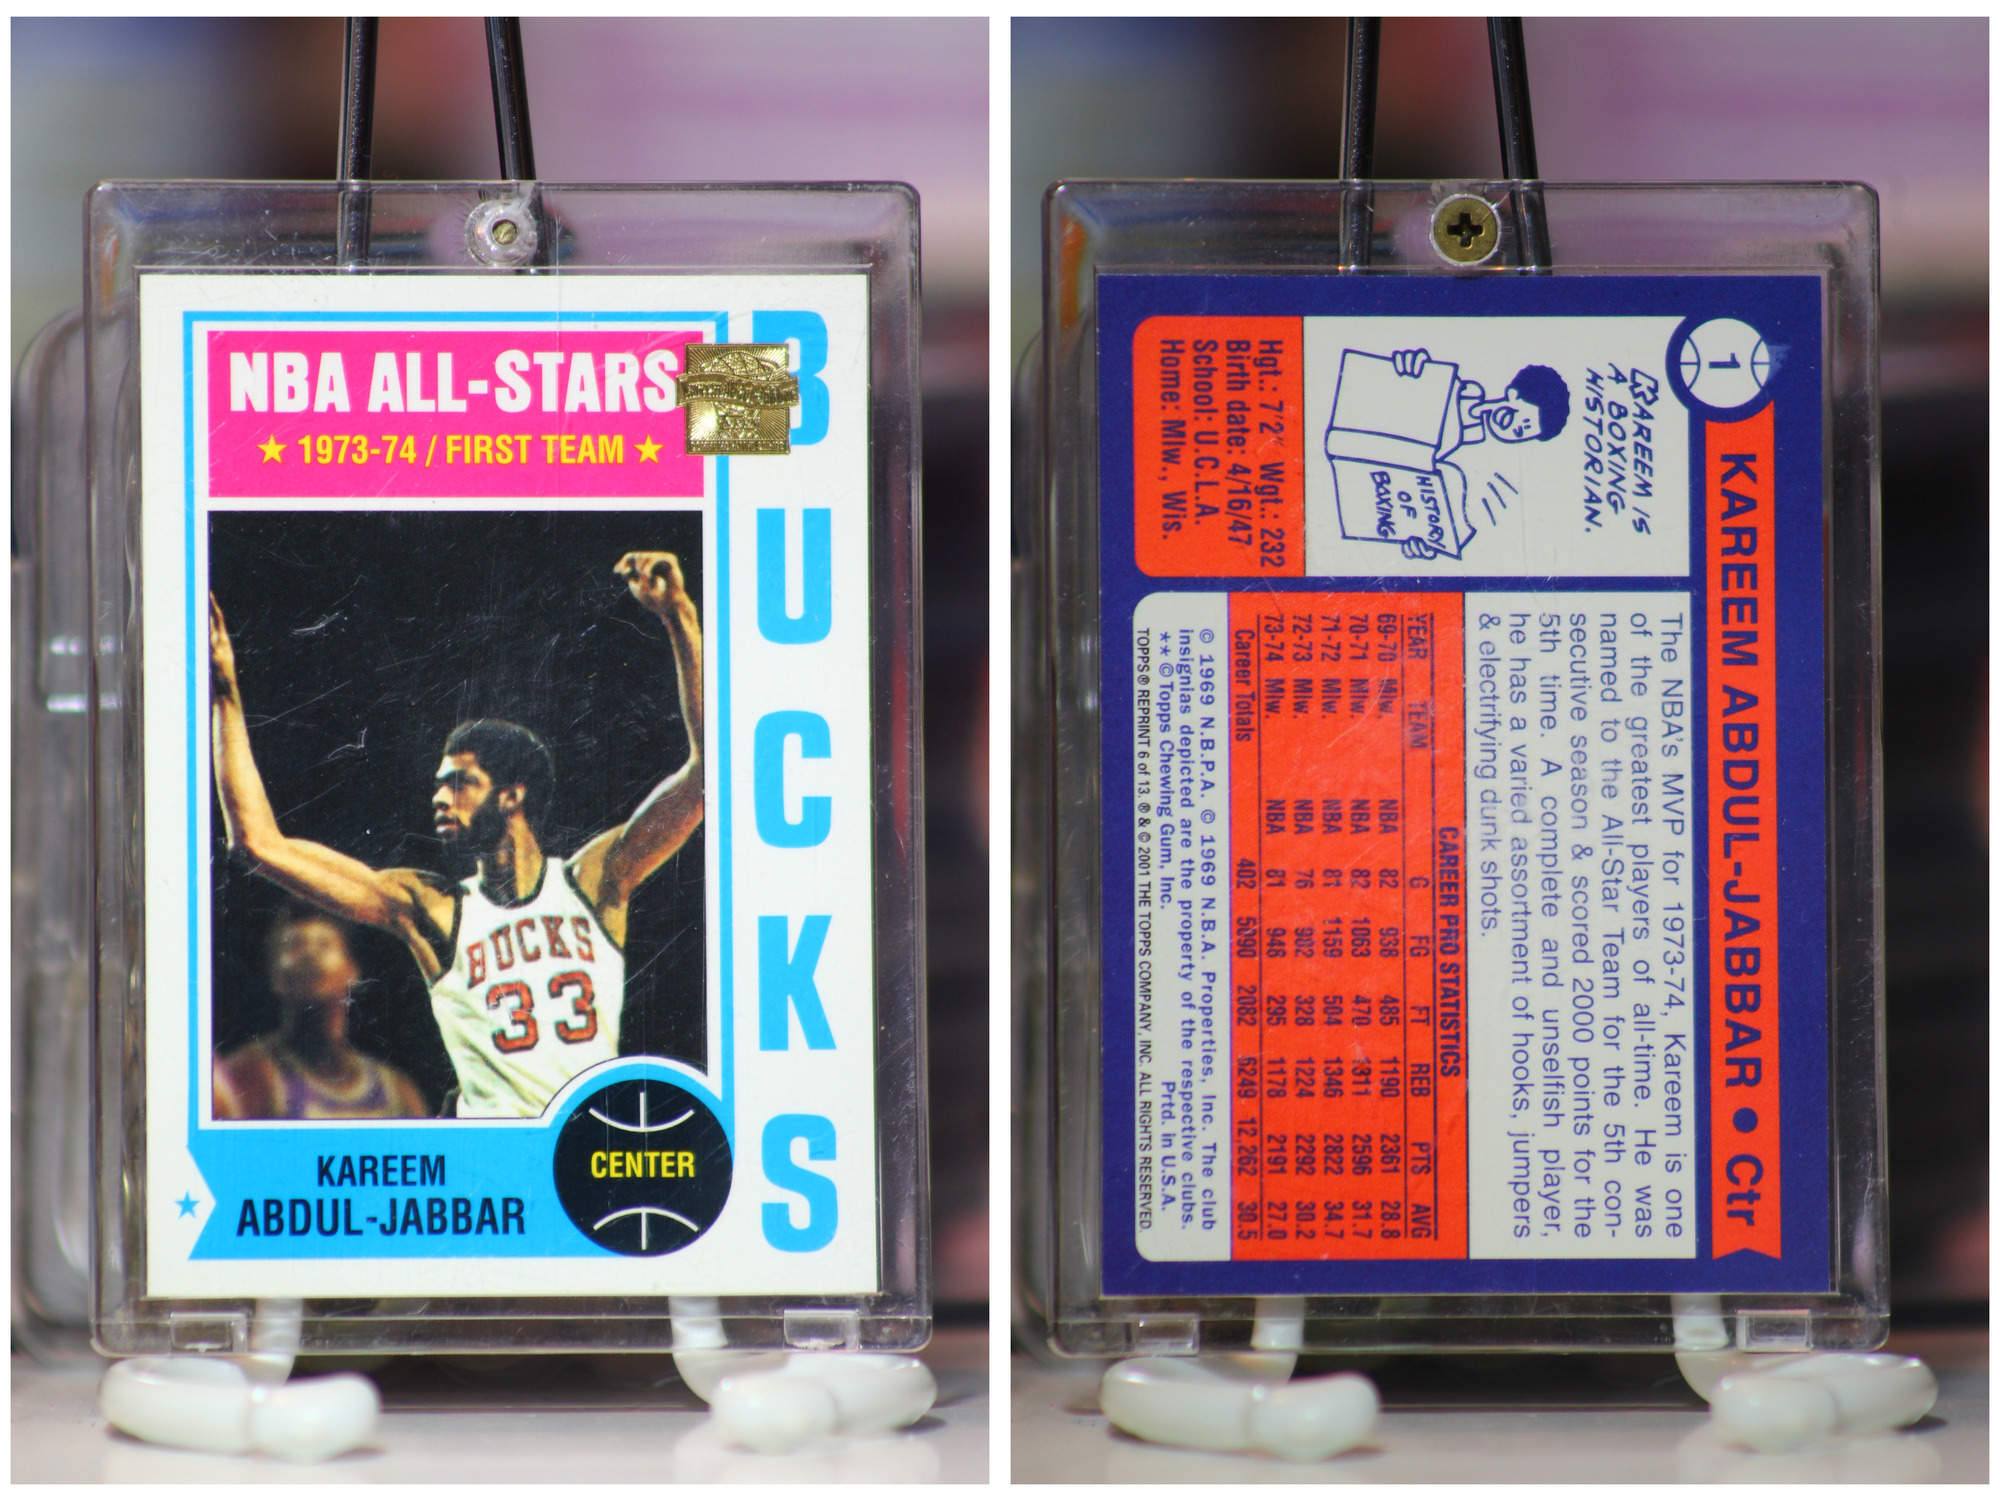 NBA ALL-STARS
★ 1973-74 / FIRST TEAM ★
BUCKS
BUCKS
33
CENTER
KAREEM
ABDUL-JABBAR
1
KAREEM ABDUL-JABBAR • Ctr
KAREEM IS
A BOXING
HISTORIAN.
HISTORY
OF
BOXING
Hgt.: 7'2" Wgt.: 232
Birth date: 4/16/47
School: U.C.L.A.
Home: Milw., Wis.
The NBA's MVP for 1973-74, Kareem is one
of the greatest players of all-time. He was
named to the All-Star Team for the 5th con-
secutive season & scored 2000 points for the
5th time. A complete and unselfish player,
he has a varied assortment of hooks, jumpers
& electrifying dunk shots.
CAREER PRO STATISTICS
YEAR TEAM G FG FT REB PTS AVG
69-70 Milw. NBA 82 938 485 1190 2361 28.8
70-71 Milw. NBA 82 1063 470 1311 2596 31.7
71-72 Milw. NBA 81 1159 504 1346 2822 34.7
72-73 Milw. NBA 76 982 328 1224 2292 30.2
73-74 Milw. NBA 81 948 295 1178 2191 27.0
Career Totals 402 5090 2082 6249 12,262 30.5
© 1969 N.B.P.A. © 1969 N.B.A. Properties, Inc. The club
insignias depicted are the property of the respective clubs.
** © Topps Chewing Gum, Inc. Prtd. in U.S.A.
TOPPS ® REPRINT 6 of 13. ® & © 2001 THE TOPPS COMPANY, INC. ALL RIGHTS RESERVED.